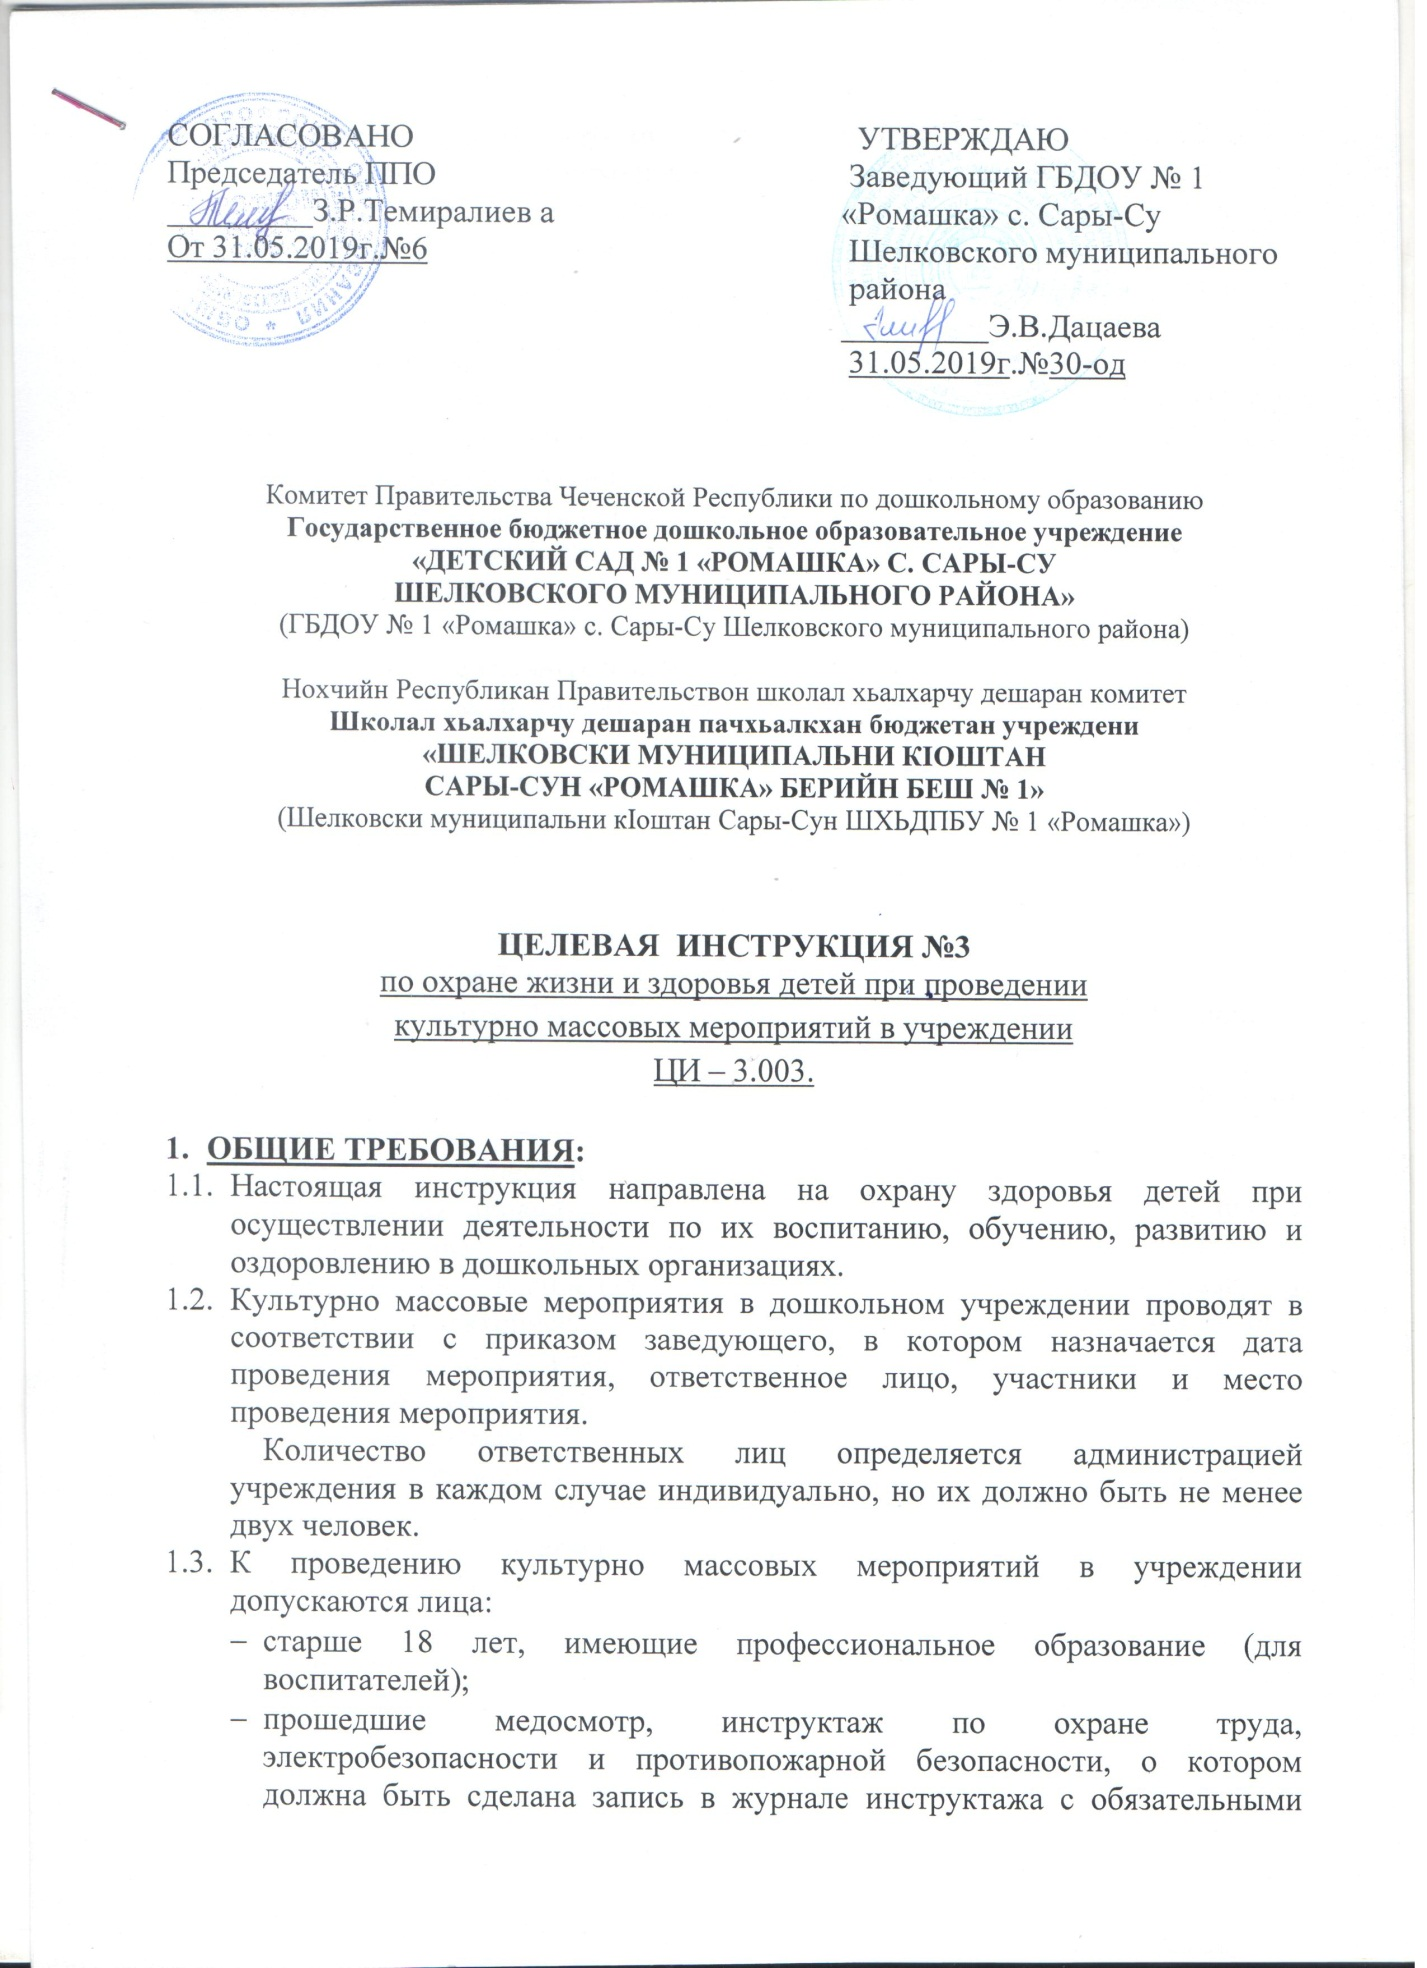 СОГЛАСОВАНО
Председатель ППО
_________З.Р.Темиралиев а
От 31.05.2019г.№6
УТВЕРЖДАЮ
Заведующий ГБДОУ № 1
«Ромашка» с. Сары-Су
Шелковского муниципального
района
_________Э.В.Дацаева
31.05.2019г.№30-од
Комитет Правительства Чеченской Республики по дошкольному образованию
Государственное бюджетное дошкольное образовательное учреждение
«ДЕТСКИЙ САД № 1 «РОМАШКА» С. САРЫ-СУ
ШЕЛКОВСКОГО МУНИЦИПАЛЬНОГО РАЙОНА»
(ГБДОУ № 1 «Ромашка» с. Сары-Су Шелковского муниципального района)
Нохчийн Республикан Правительствон школал хьалхарчу дешаран комитет
Школал хьалхарчу дешаран пачхьалкхан бюджетан учреждени
«ШЕЛКОВСКИ МУНИЦИПАЛЬНИ КІОШТАН
САРЫ-СУН «РОМАШКА» БЕРИЙН БЕШ № 1»
(Шелковски муниципальни кІоштан Сары-Сун ШХЬДПБУ № 1 «Ромашка»)
ЦЕЛЕВАЯ ИНСТРУКЦИЯ №3
по охране жизни и здоровья детей при проведении
культурно массовых мероприятий в учреждении
ЦИ – 3.003.
1. ОБЩИЕ ТРЕБОВАНИЯ:
1.1. Настоящая инструкция направлена на охрану здоровья детей при
осуществлении деятельности по их воспитанию, обучению, развитию и
оздоровлению в дошкольных организациях.
1.2. Культурно массовые мероприятия в дошкольном учреждении проводят в
соответствии с приказом заведующего, в котором назначается дата
проведения мероприятия, ответственное лицо, участники и место
проведения мероприятия.
Количество ответственных лиц определяется администрацией
учреждения в каждом случае индивидуально, но их должно быть не менее
двух человек.
1.3. К проведению культурно массовых мероприятий в учреждении
допускаются лица:
– старше 18 лет, имеющие профессиональное образование (для
воспитателей);
– прошедшие медосмотр, инструктаж по охране труда,
электробезопасности и противопожарной безопасности, о котором
должна быть сделана запись в журнале инструктажа с обязательными